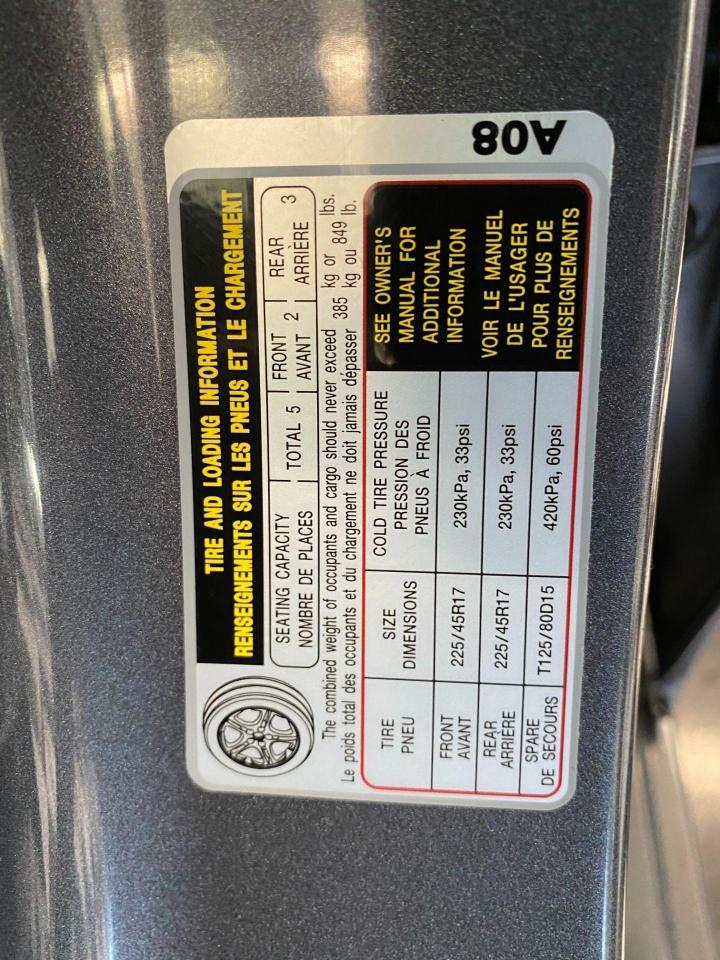 A08
TIRE AND LOADING INFORMATION
RENSEIGNEMENTS SUR LES PNEUS ET LE CHARGEMENT
SEATING CAPACITY
NOMBRE DE PLACES
TOTAL 5
FRONT
AVANT 2
REAR
ARRIÈRE 3
The combined weight of occupants and cargo should never exceed 385 kg or 849 lbs.
Le poids total des occupants et du chargement ne doit jamais dépasser 385 kg ou 849 lb.
TIRE
PNEU
SIZE
DIMENSIONS
COLD TIRE PRESSURE
PRESSION DES
PNEUS À FROID
FRONT
AVANT
225/45R17
230kPa, 33psi
REAR
ARRIÈRE
225/45R17
230kPa, 33psi
SPARE
DE SECOURS
T125/80D15
420kPa, 60psi
SEE OWNER'S
MANUAL FOR
ADDITIONAL
INFORMATION
VOIR LE MANUEL
DE L'USAGER
POUR PLUS DE
RENSEIGNEMENTS